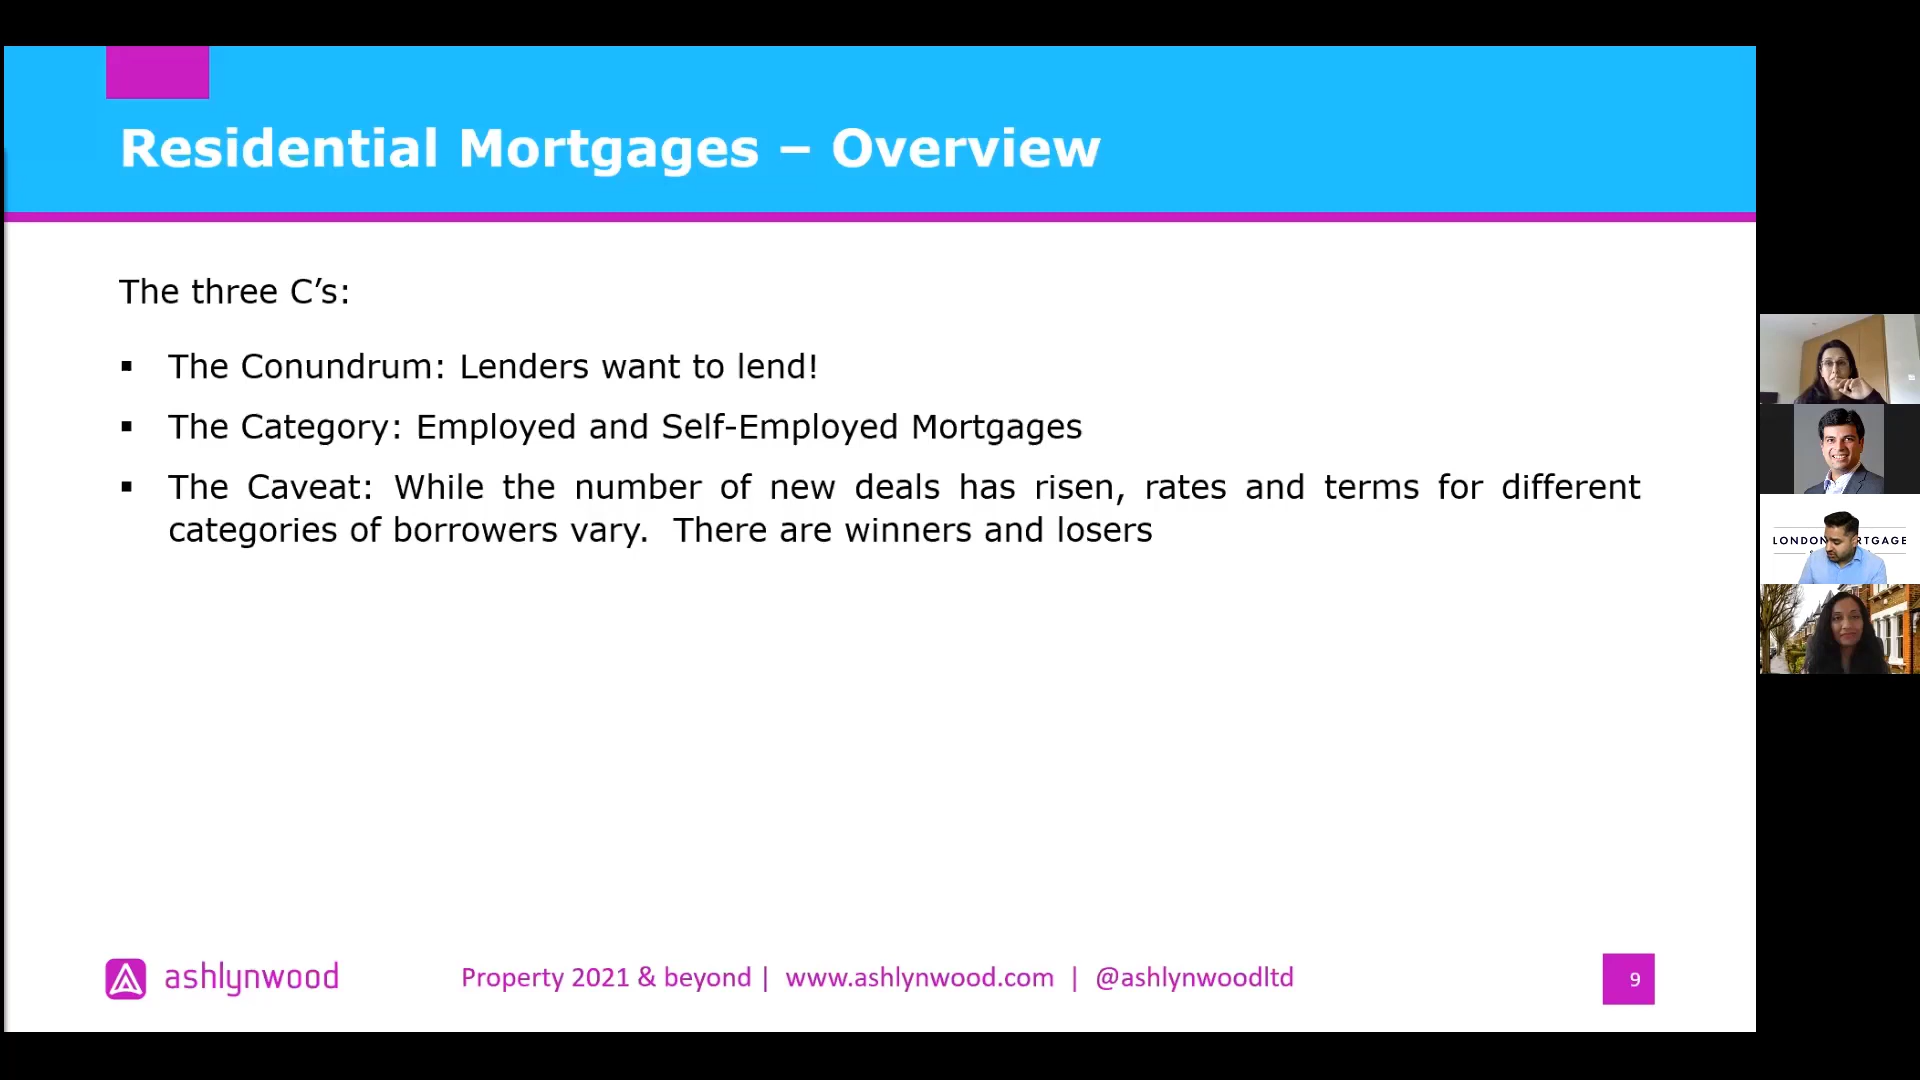 Residential Mortgages – Overview
The three C’s:
▪ The Conundrum: Lenders want to lend!
▪ The Category: Employed and Self-Employed Mortgages
▪ The Caveat: While the number of new deals has risen, rates and terms for different
categories of borrowers vary.  There are winners and losers
LONDON RTGAGE
ashlynwood
Property 2021 & beyond | www.ashlynwood.com | @ashlynwoodltd
9